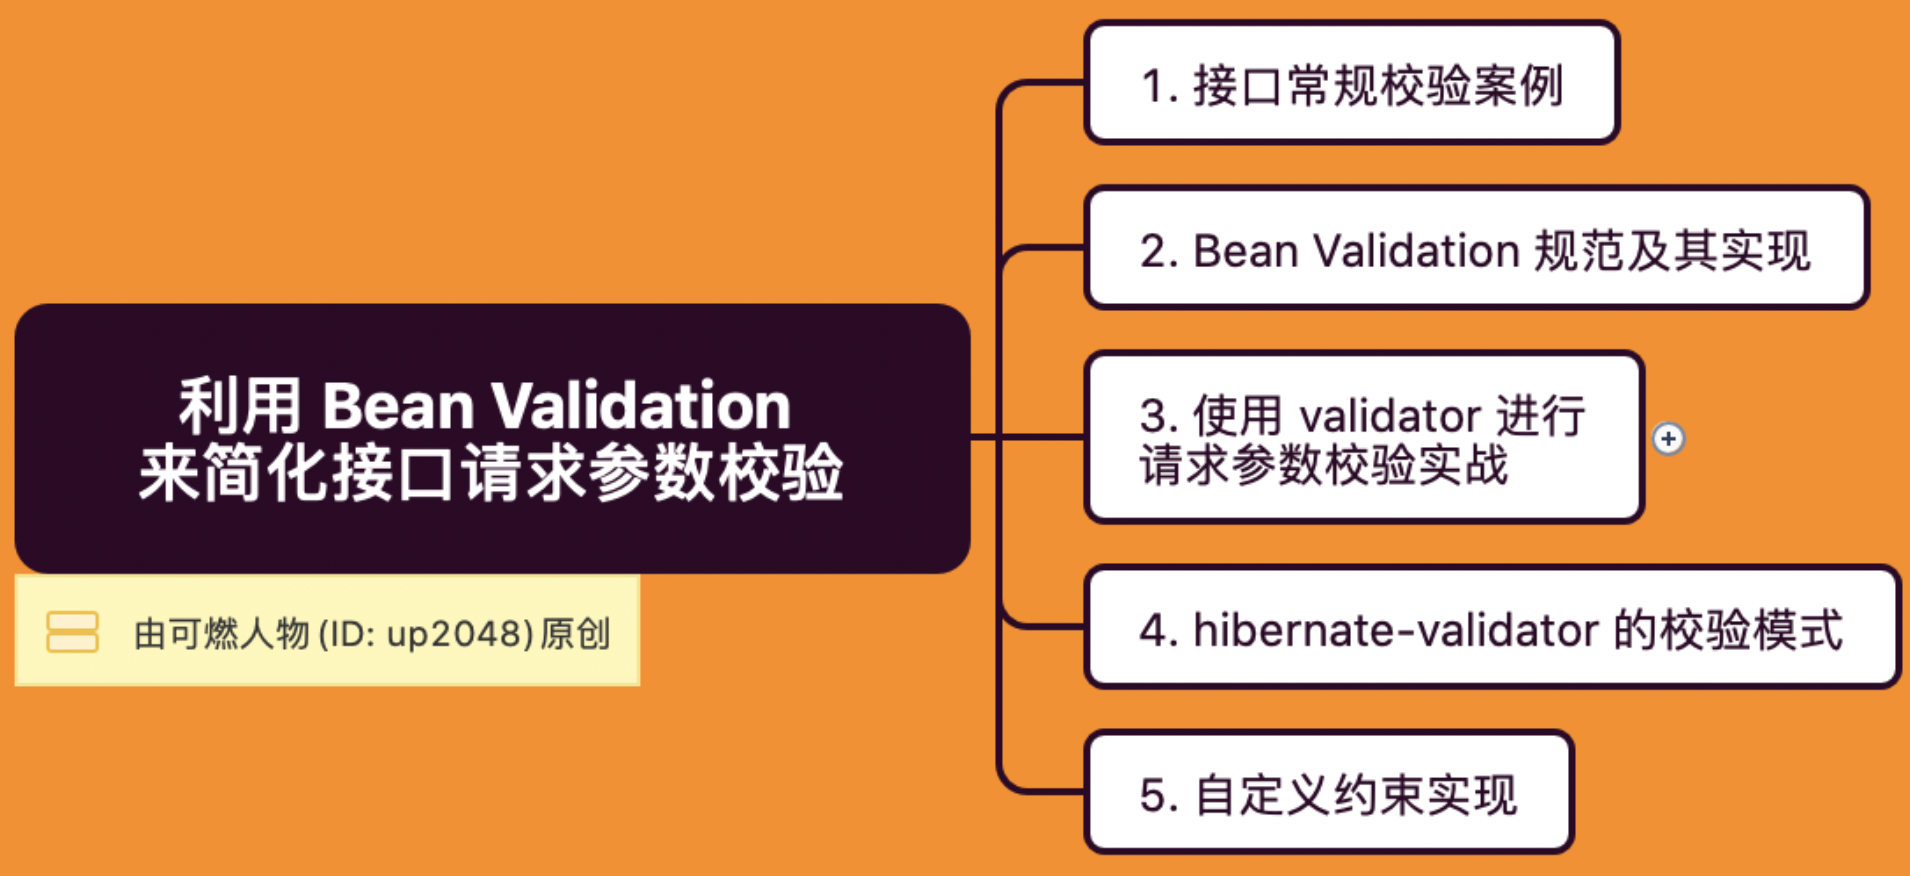 利用 Bean Validation
来简化接口请求参数校验
由可燃人物(ID: up2048)原创
1. 接口常规校验案例
2. Bean Validation 规范及其实现
3. 使用 validator 进行
请求参数校验实战
4. hibernate-validator 的校验模式
5. 自定义约束实现